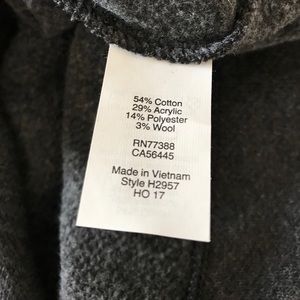 54% Cotton
29% Acrylic
14% Polyester
3% Wool
RN77388
CA56445
Made in Vietnam
Style H2957
HO 17